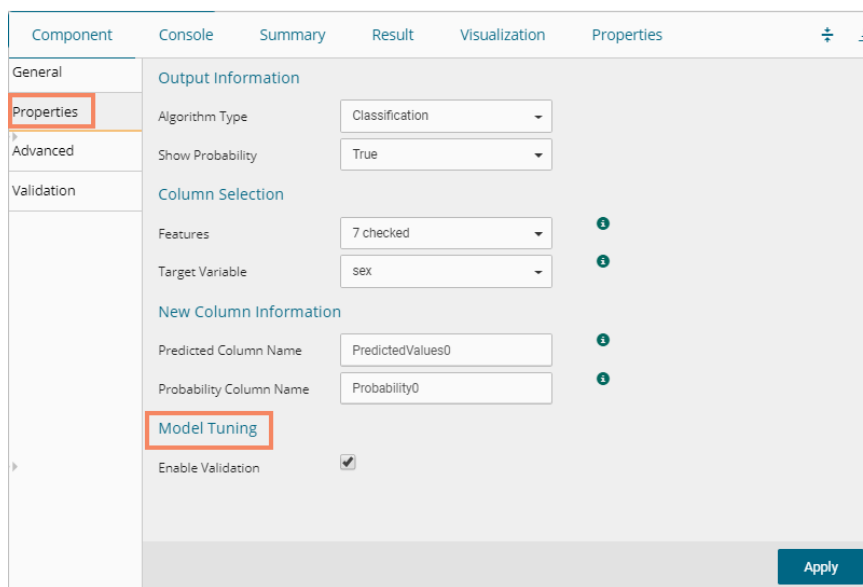 Component Console Summary Result Visualization Properties
General
Properties
Advanced
Validation
Output Information
Algorithm Type Classification
Show Probability True
Column Selection
Features 7 checked
Target Variable sex
New Column Information
Predicted Column Name PredictedValues0
Probability Column Name Probability0
Model Tuning
Enable Validation
Apply